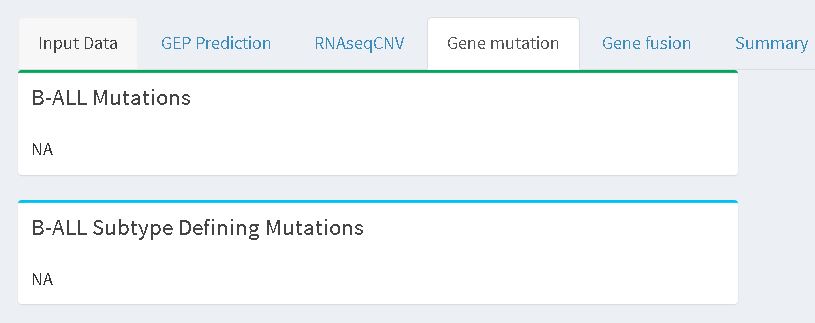 Input Data GEP Prediction RNAseqCNV Gene mutation Gene fusion Summary
B-ALL Mutations
NA
B-ALL Subtype Defining Mutations
NA